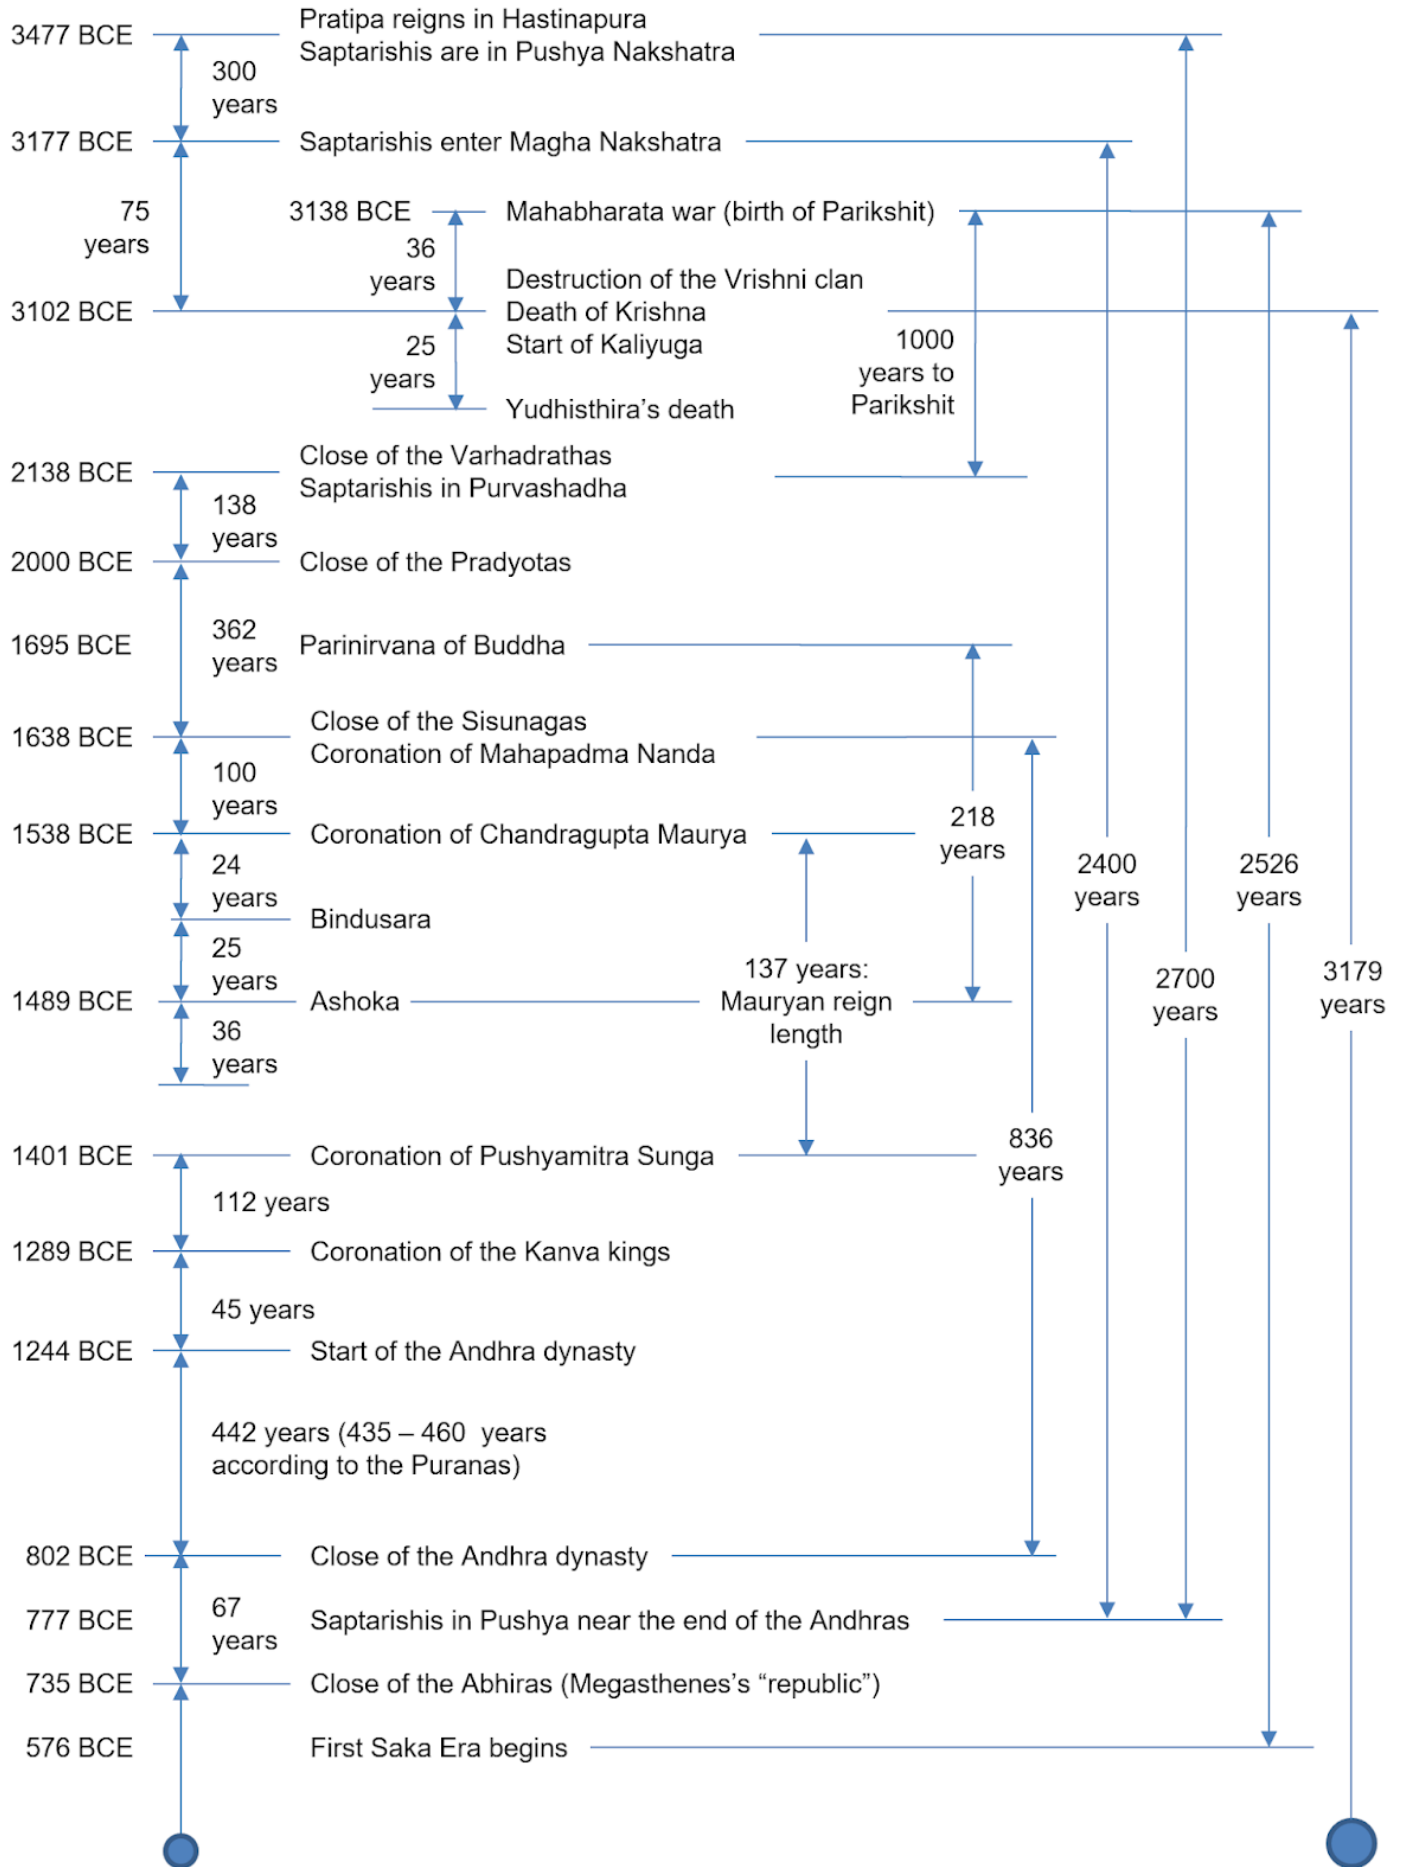 3477 BCE
Pratipa reigns in Hastinapura
Saptarishis are in Pushya Nakshatra
300
years
3177 BCE
Saptarishis enter Magha Nakshatra
75
years
3138 BCE
Mahabharata war (birth of Parikshit)
36
years
3102 BCE
Destruction of the Vrishni clan
Death of Krishna
Start of Kaliyuga
25
years
1000
years to
Parikshit
Yudhisthira’s death
2138 BCE
Close of the Varhadrathas
Saptarishis in Purvashadha
138
years
2000 BCE
Close of the Pradyotas
362
years
1695 BCE
Parinirvana of Buddha
1638 BCE
Close of the Sisunagas
Coronation of Mahapadma Nanda
100
years
218
years
1538 BCE
Coronation of Chandragupta Maurya
24
years
2400
years
2526
years
Bindusara
25
years
137 years:
Mauryan reign
length
2700
years
3179
years
1489 BCE
Ashoka
36
years
836
years
1401 BCE
Coronation of Pushyamitra Sunga
112 years
1289 BCE
Coronation of the Kanva kings
45 years
1244 BCE
Start of the Andhra dynasty
442 years (435 – 460 years
according to the Puranas)
802 BCE
Close of the Andhra dynasty
67
years
777 BCE
Saptarishis in Pushya near the end of the Andhras
735 BCE
Close of the Abhiras (Megasthenes’s “republic”)
576 BCE
First Saka Era begins